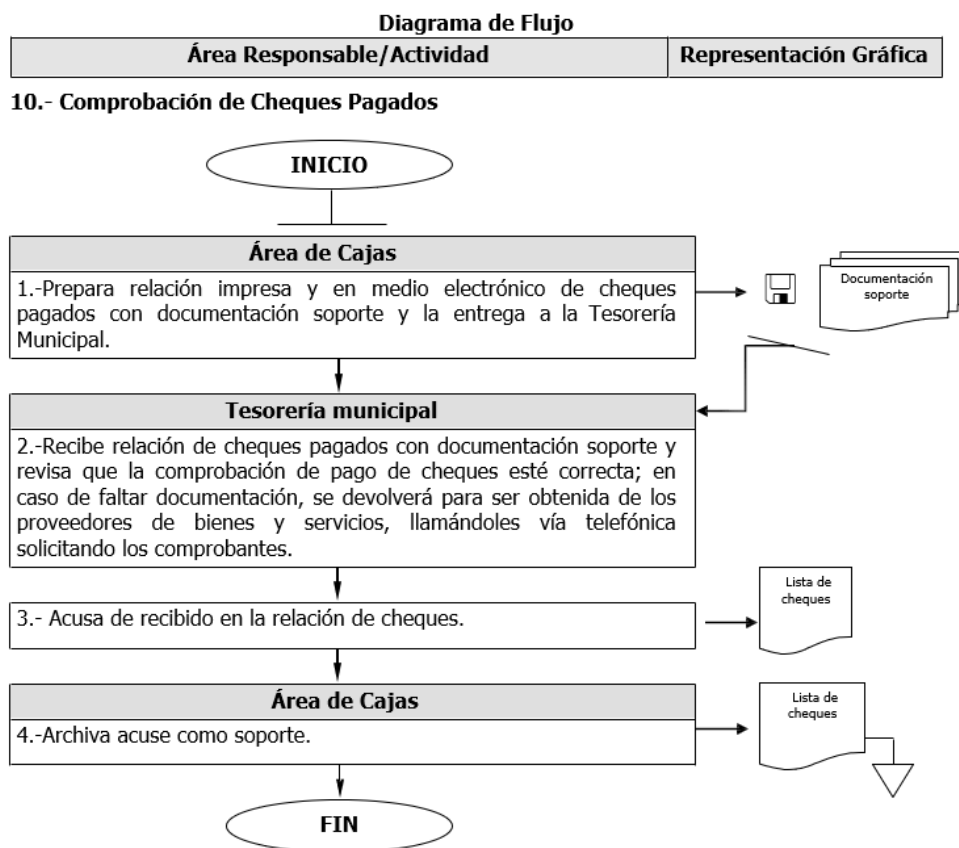 Diagrama de Flujo
Área Responsable/Actividad
Representación Gráfica
10.- Comprobación de Cheques Pagados
INICIO
Área de Cajas
1.-Prepara relación impresa y en medio electrónico de cheques
pagados con documentación soporte y la entrega a la Tesorería
Municipal.
Documentación
soporte
Tesorería municipal
2.-Recibe relación de cheques pagados con documentación soporte y
revisa que la comprobación de pago de cheques esté correcta; en
caso de faltar documentación, se devolverá para ser obtenida de los
proveedores de bienes y servicios, llamándoles vía telefónica
solicitando los comprobantes.
3.- Acusa de recibido en la relación de cheques.
Lista de
cheques
Área de Cajas
4.-Archiva acuse como soporte.
Lista de
cheques
FIN